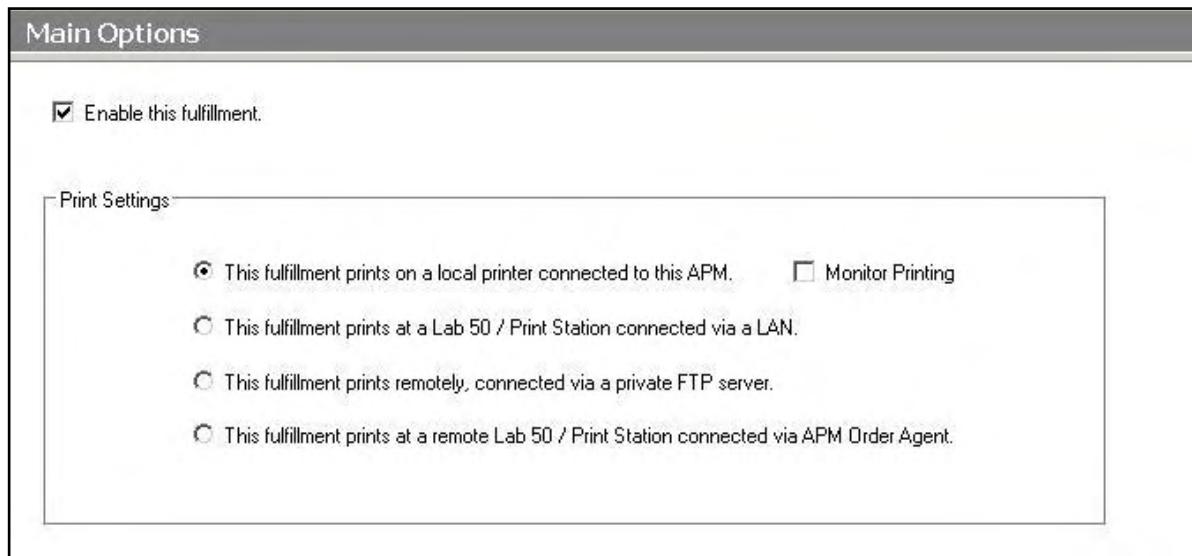 Main Options
Enable this fulfillment.
Print Settings
This fulfillment prints on a local printer connected to this APM. Monitor Printing
This fulfillment prints at a Lab 50 / Print Station connected via a LAN.
This fulfillment prints remotely, connected via a private FTP server.
This fulfillment prints at a remote Lab 50 / Print Station connected via APM Order Agent.